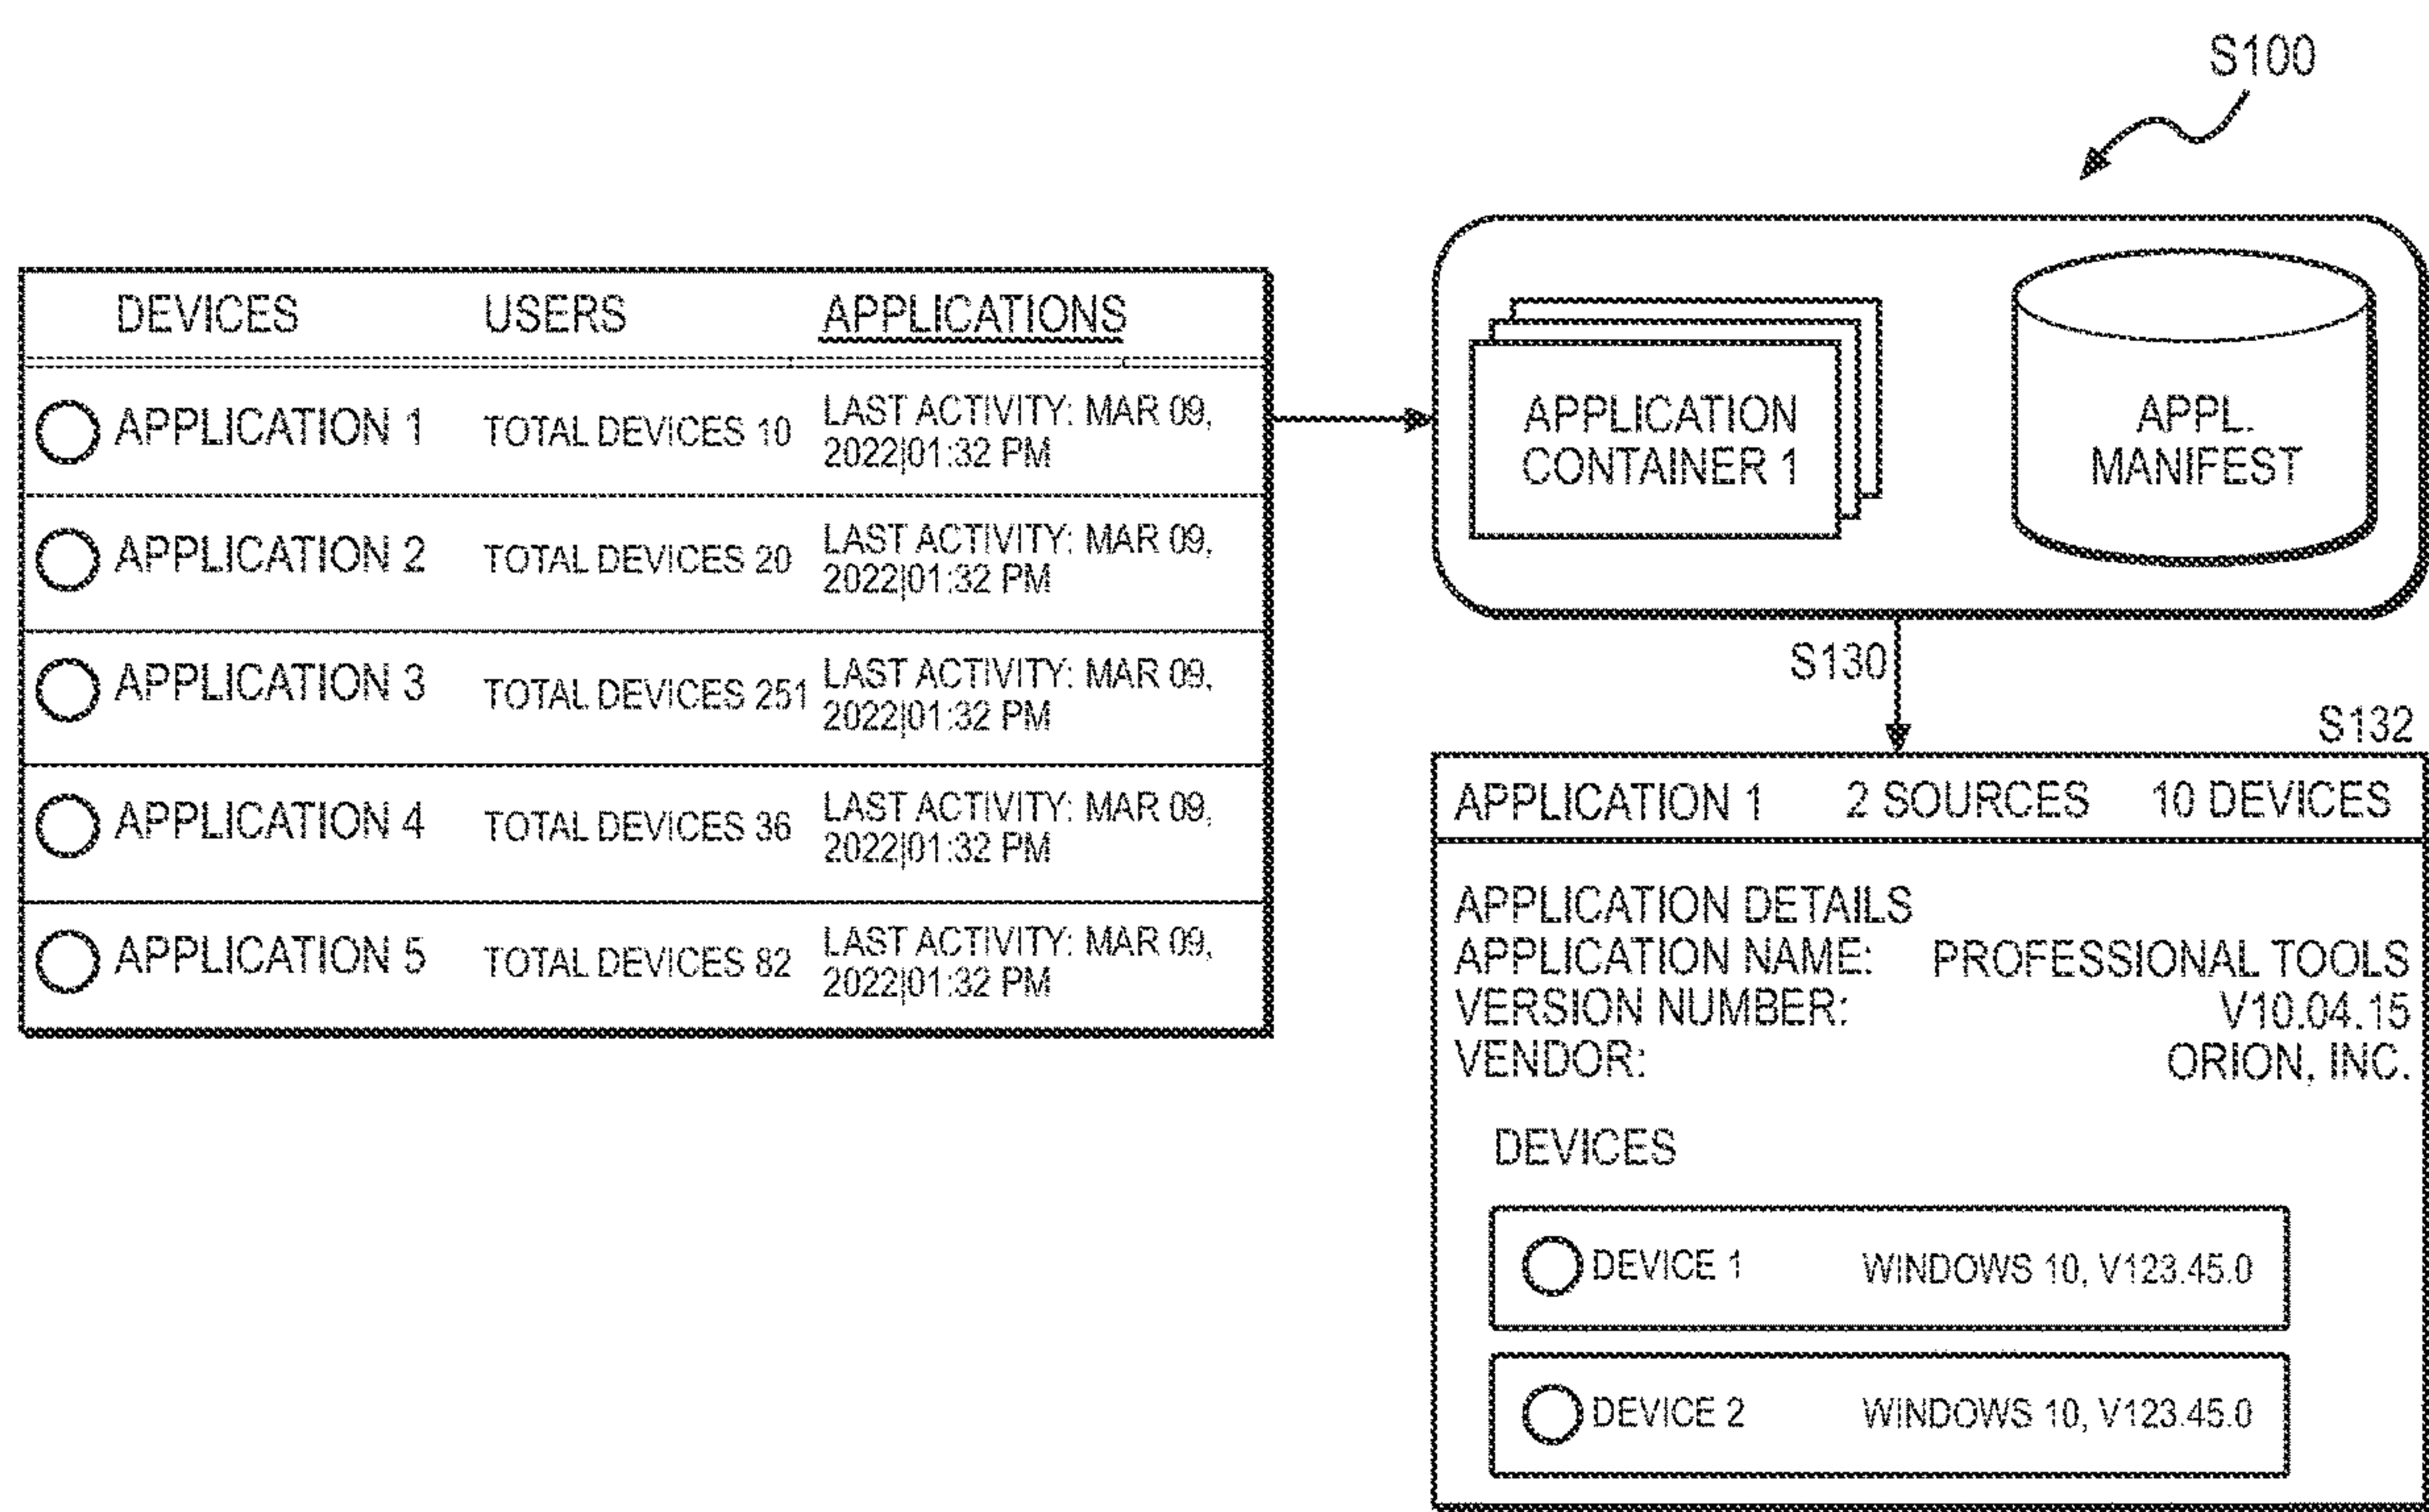 S100
DEVICES USERS APPLICATIONS
APPLICATION 1 TOTAL DEVICES 10 LAST ACTIVITY: MAR 09,
2022|01:32 PM
APPLICATION 2 TOTAL DEVICES 20 LAST ACTIVITY: MAR 09,
2022|01:32 PM
APPLICATION 3 TOTAL DEVICES 251 LAST ACTIVITY: MAR 09,
2022|01:32 PM
APPLICATION 4 TOTAL DEVICES 36 LAST ACTIVITY: MAR 09,
2022|01:32 PM
APPLICATION 5 TOTAL DEVICES 82 LAST ACTIVITY: MAR 09,
2022|01:32 PM
APPLICATION
CONTAINER 1
APPL.
MANIFEST
S130
S132
APPLICATION 1 2 SOURCES 10 DEVICES
APPLICATION DETAILS
APPLICATION NAME: PROFESSIONAL TOOLS
VERSION NUMBER: V10.04.15
VENDOR: ORION, INC.
DEVICES
DEVICE 1 WINDOWS 10, V123.45.0
DEVICE 2 WINDOWS 10, V123.45.0